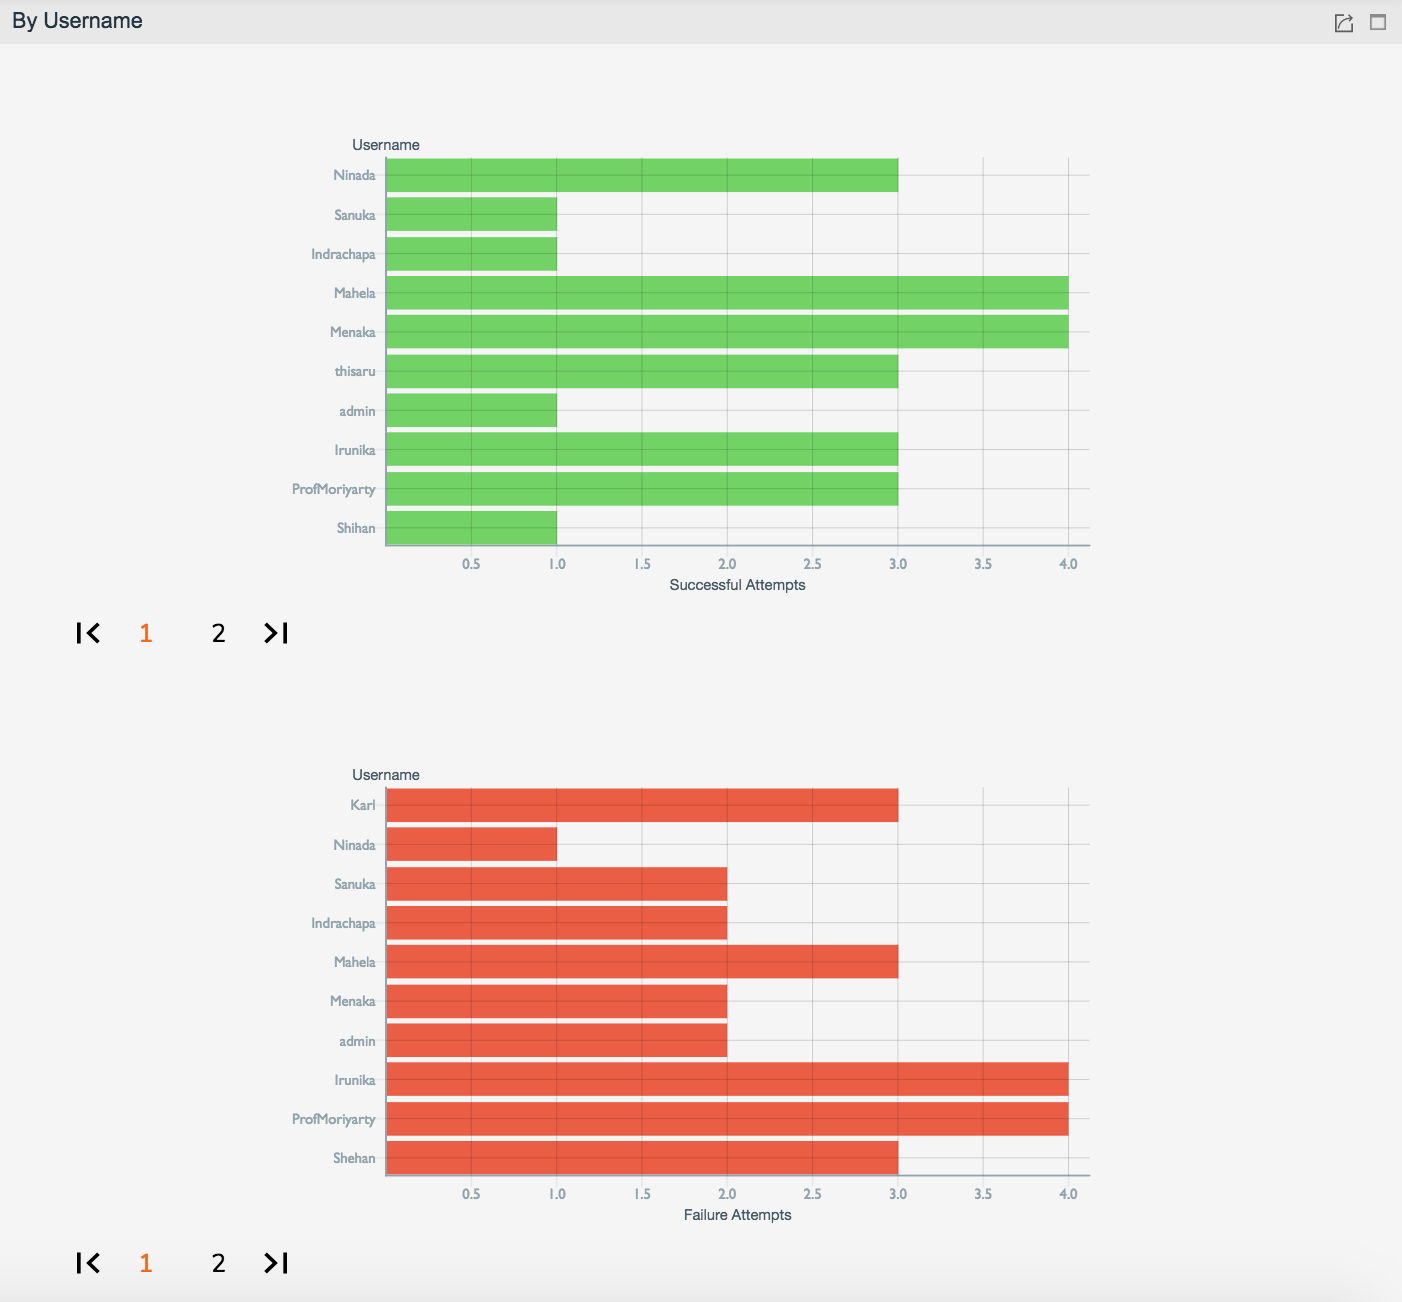 By Username
Username
Ninada
Sanuka
Indrachapa
Mahela
Menaka
thisaru
admin
Irunika
ProfMoriyarty
Shihan
0.5 1.0 1.5 2.0 2.5 3.0 3.5 4.0
Successful Attempts
1 2
Username
Karl
Ninada
Sanuka
Indrachapa
Mahela
Menaka
admin
Irunika
ProfMoriyarty
Shehan
0.5 1.0 1.5 2.0 2.5 3.0 3.5 4.0
Failure Attempts
1 2